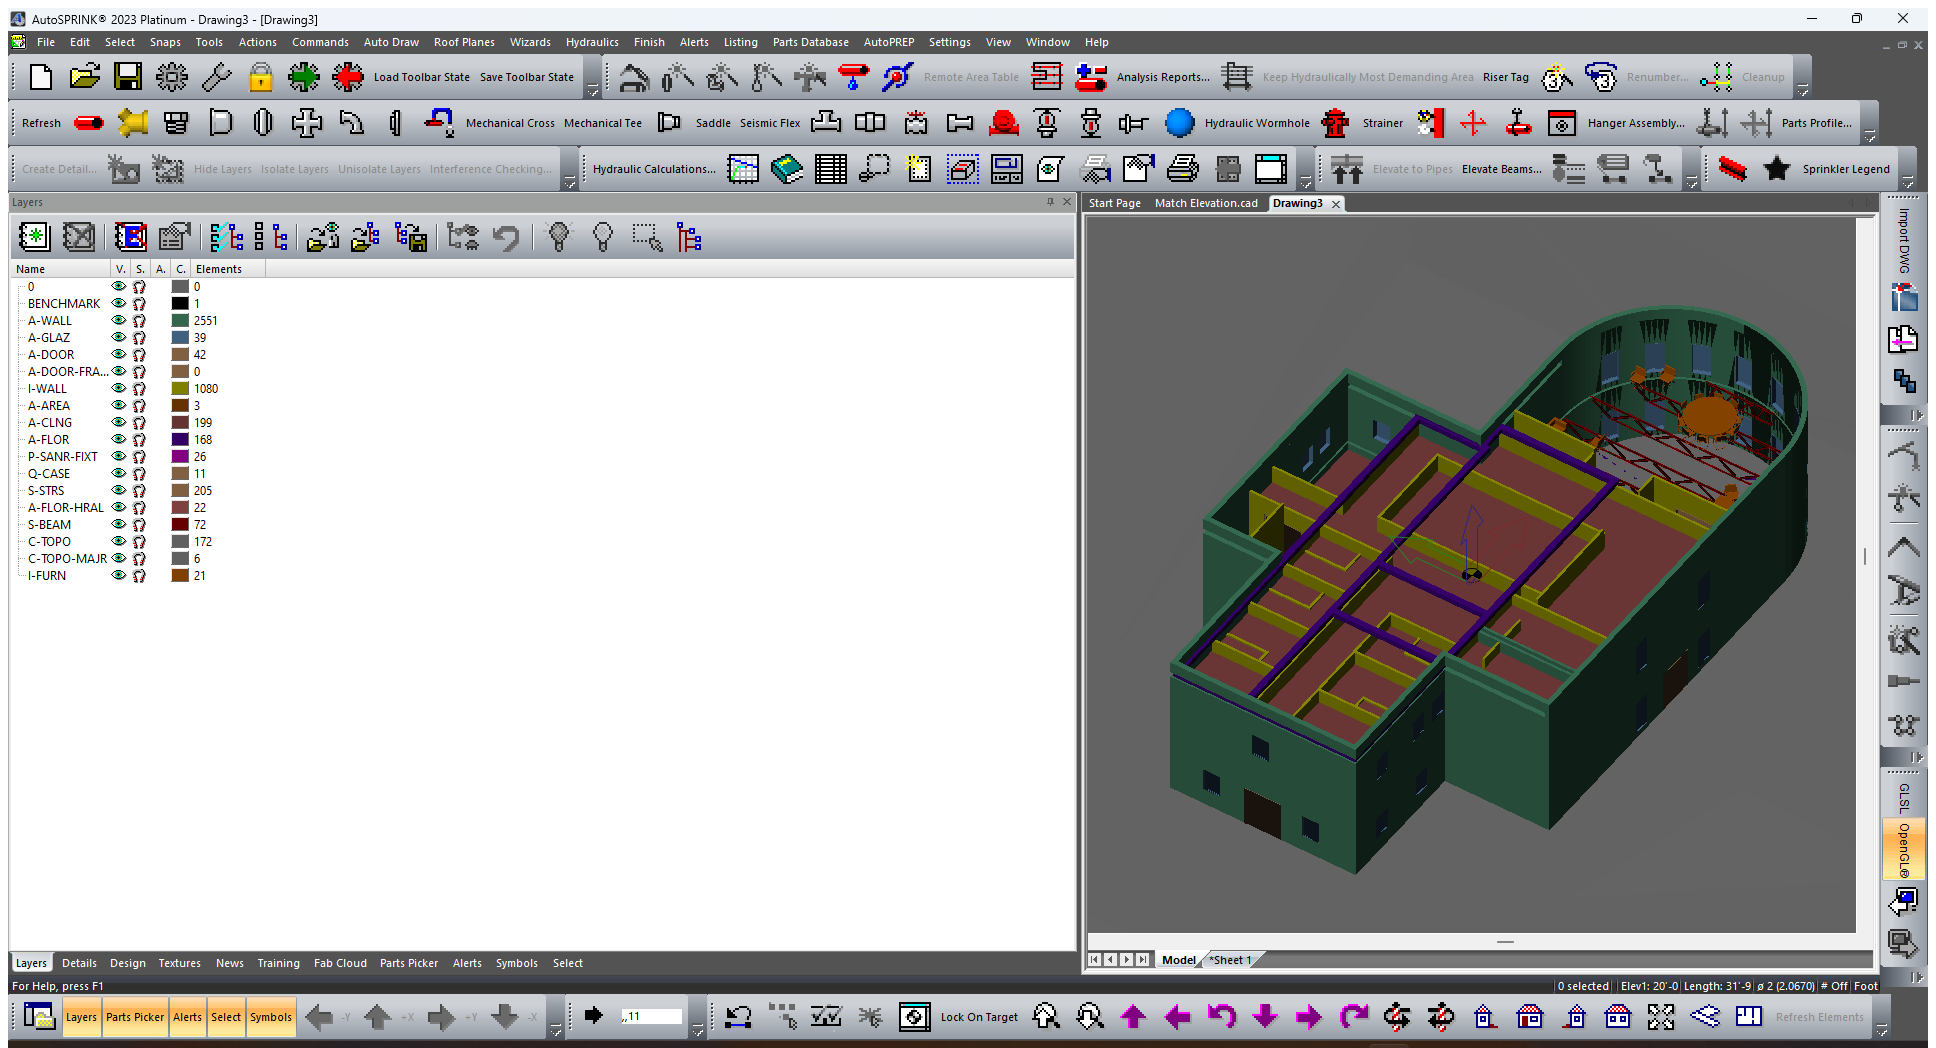 AutoSPRINK® 2023 Platinum - Drawing3 - [Drawing3]
File Edit Select Snaps Tools Actions Commands Auto Draw Roof Planes Wizards Hydraulics Finish Alerts Listing Parts Database AutoPREP Settings View Window Help
Load Toolbar State Save Toolbar State Remote Area Table Analysis Reports... Keep Hydraulically Most Demanding Area Riser Tag Renumber... Cleanup
Refresh Mechanical Cross Mechanical Tee Saddle Seismic Flex Hydraulic Wormhole Strainer Hanger Assembly... Parts Profile...
Create Detail... Hide Layers Isolate Layers Unisolate Layers Interference Checking... Hydraulic Calculations... Elevate to Pipes Elevate Beams... Sprinkler Legend
Layers
Start Page Match Elevation.cad Drawing3
Import DWG
Name V. S. A. C. Elements
0 0
BENCHMARK 1
A-WALL 2551
A-GLAZ 39
A-DOOR 42
A-DOOR-FRA... 0
I-WALL 1080
A-AREA 3
A-CLNG 199
A-FLOR 168
P-SANR-FIXT 26
Q-CASE 11
S-STRS 205
A-FLOR-HRAL 22
S-BEAM 72
C-TOPO 172
C-TOPO-MAJR 6
I-FURN 21
GLSL
OpenGL®
Model *Sheet 1
Layers Details Design Textures News Training Fab Cloud Parts Picker Alerts Symbols Select
For Help, press F1
0 selected Elev1: 20'-0 Length: 31'-9 ø 2 (2.0670) # Off Foot
Layers Parts Picker Alerts Select Symbols -Y +X +Y -X ,,11 Lock On Target Refresh Elements